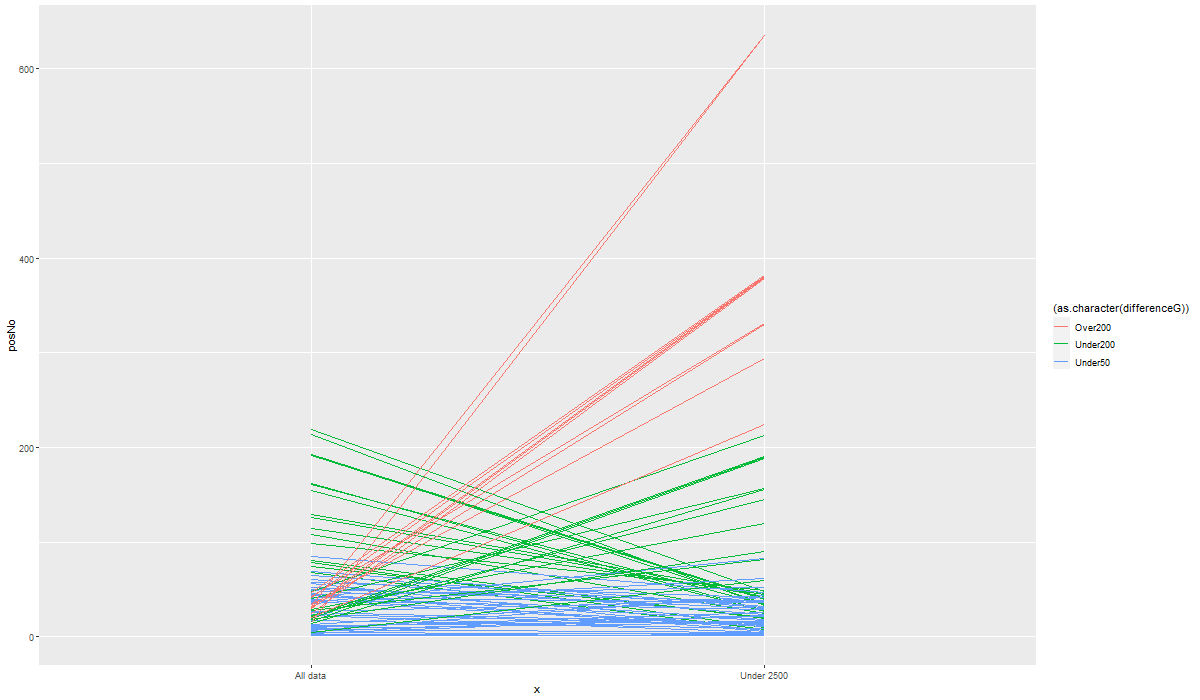 600
400
200
0
posNo
All data
Under 2500
x
(as.character(differenceG))
Over200
Under200
Under50